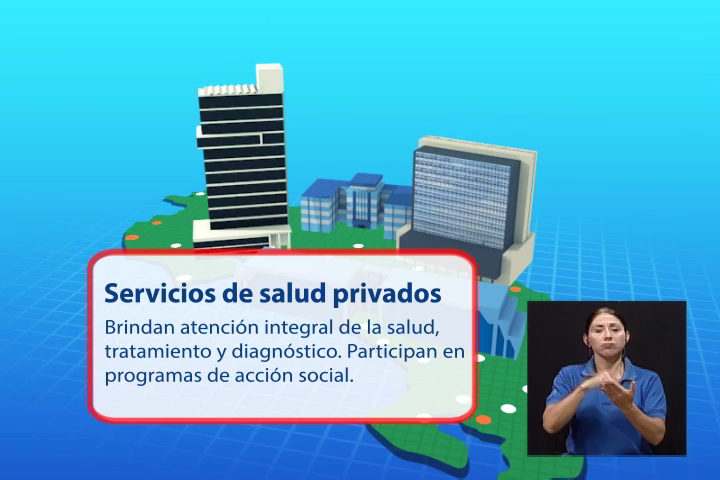 Servicios de salud privados
Brindan atención integral de la salud,
tratamiento y diagnóstico. Participan en
programas de acción social.